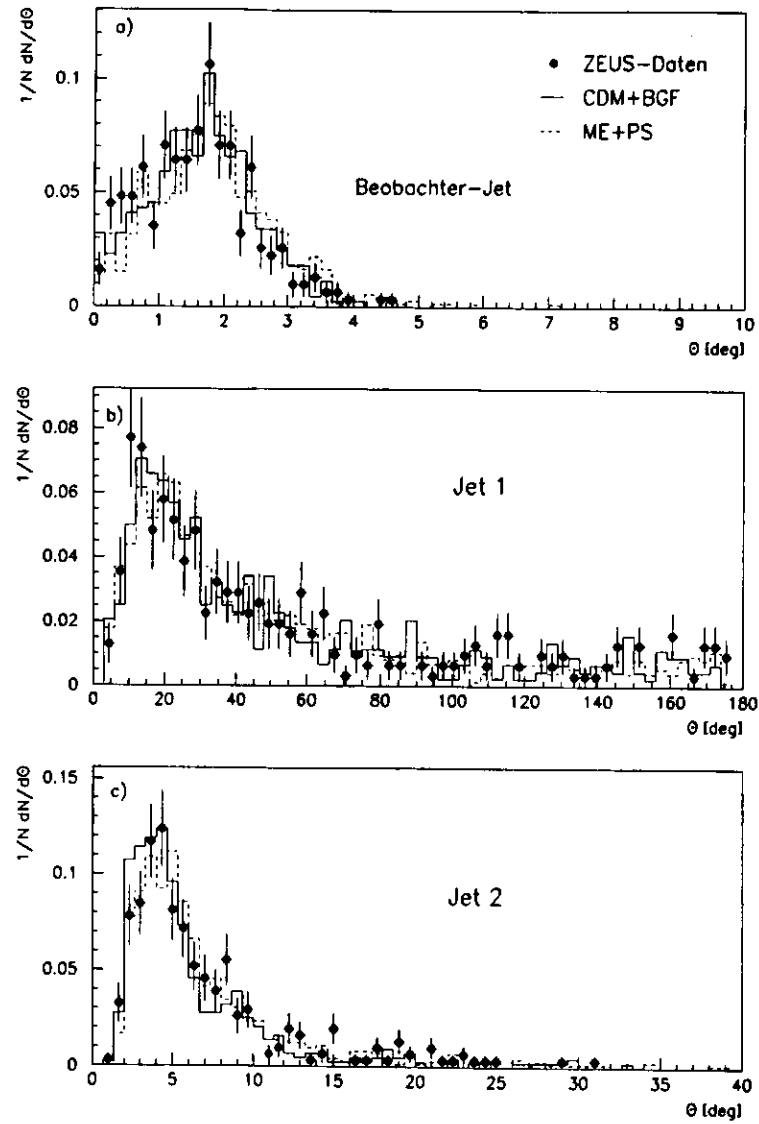 a)
1/N dN/dΘ
0.1
0.05
0
ZEUS-Daten
CDM+BGF
ME+PS
Beobachter-Jet
0 1 2 3 4 5 6 7 8 9 10
Θ [deg]
b)
1/N dN/dΘ
0.08
0.06
0.04
0.02
0
Jet 1
0 20 40 60 80 100 120 140 160 180
Θ [deg]
c)
1/N dN/dΘ
0.15
0.1
0.05
0
Jet 2
0 5 10 15 20 25 30 35 40
Θ [deg]